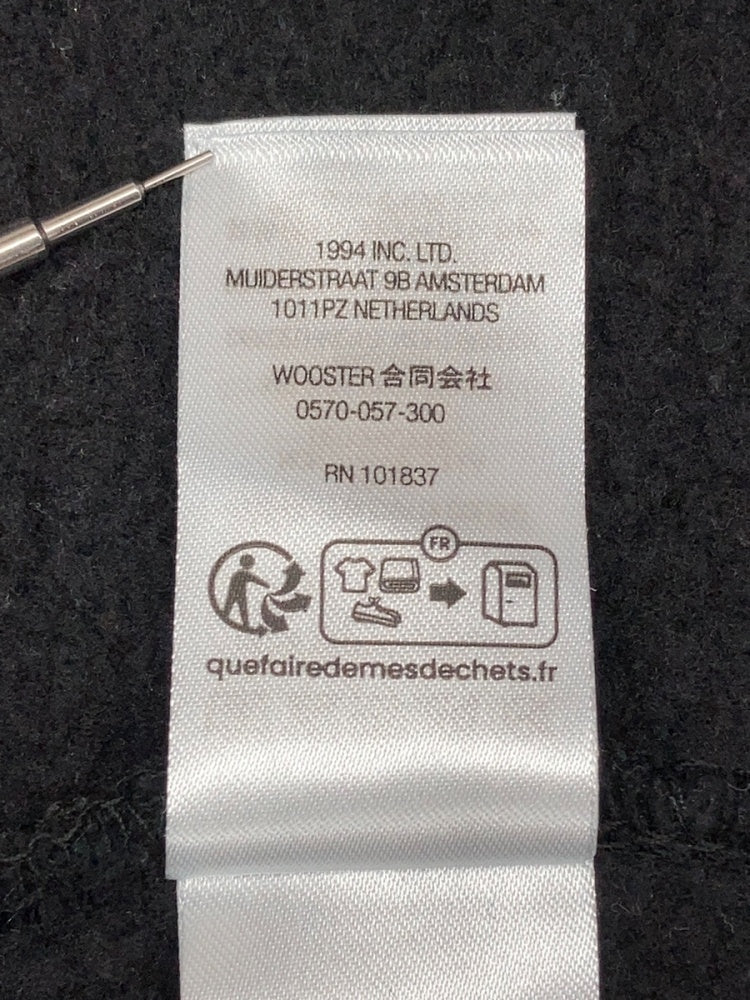 1994 INC. LTD.
MUIDERSTRAAT 9B AMSTERDAM
1011PZ NETHERLANDS
WOOSTER 合同会社
0570-057-300
RN 101837
FR
quefairedemesdechets.fr